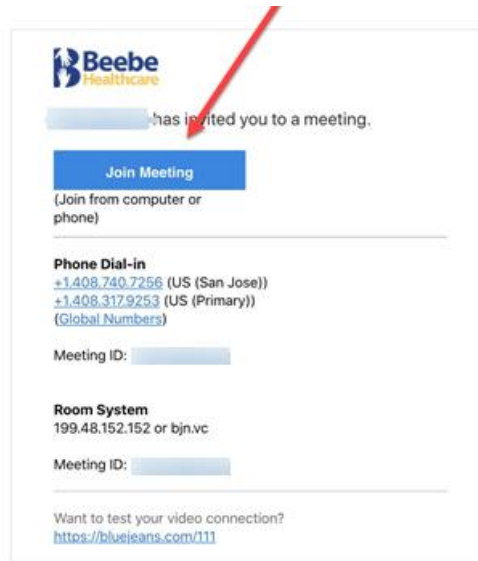 Beebe
Healthcare
has invited you to a meeting.
Join Meeting
(Join from computer or
phone)
Phone Dial-in
+1.408.740.7256 (US (San Jose))
+1.408.317.9253 (US (Primary))
(Global Numbers)
Meeting ID:
Room System
199.48.152.152 or bjn.vc
Meeting ID:
Want to test your video connection?
https://bluejeans.com/111